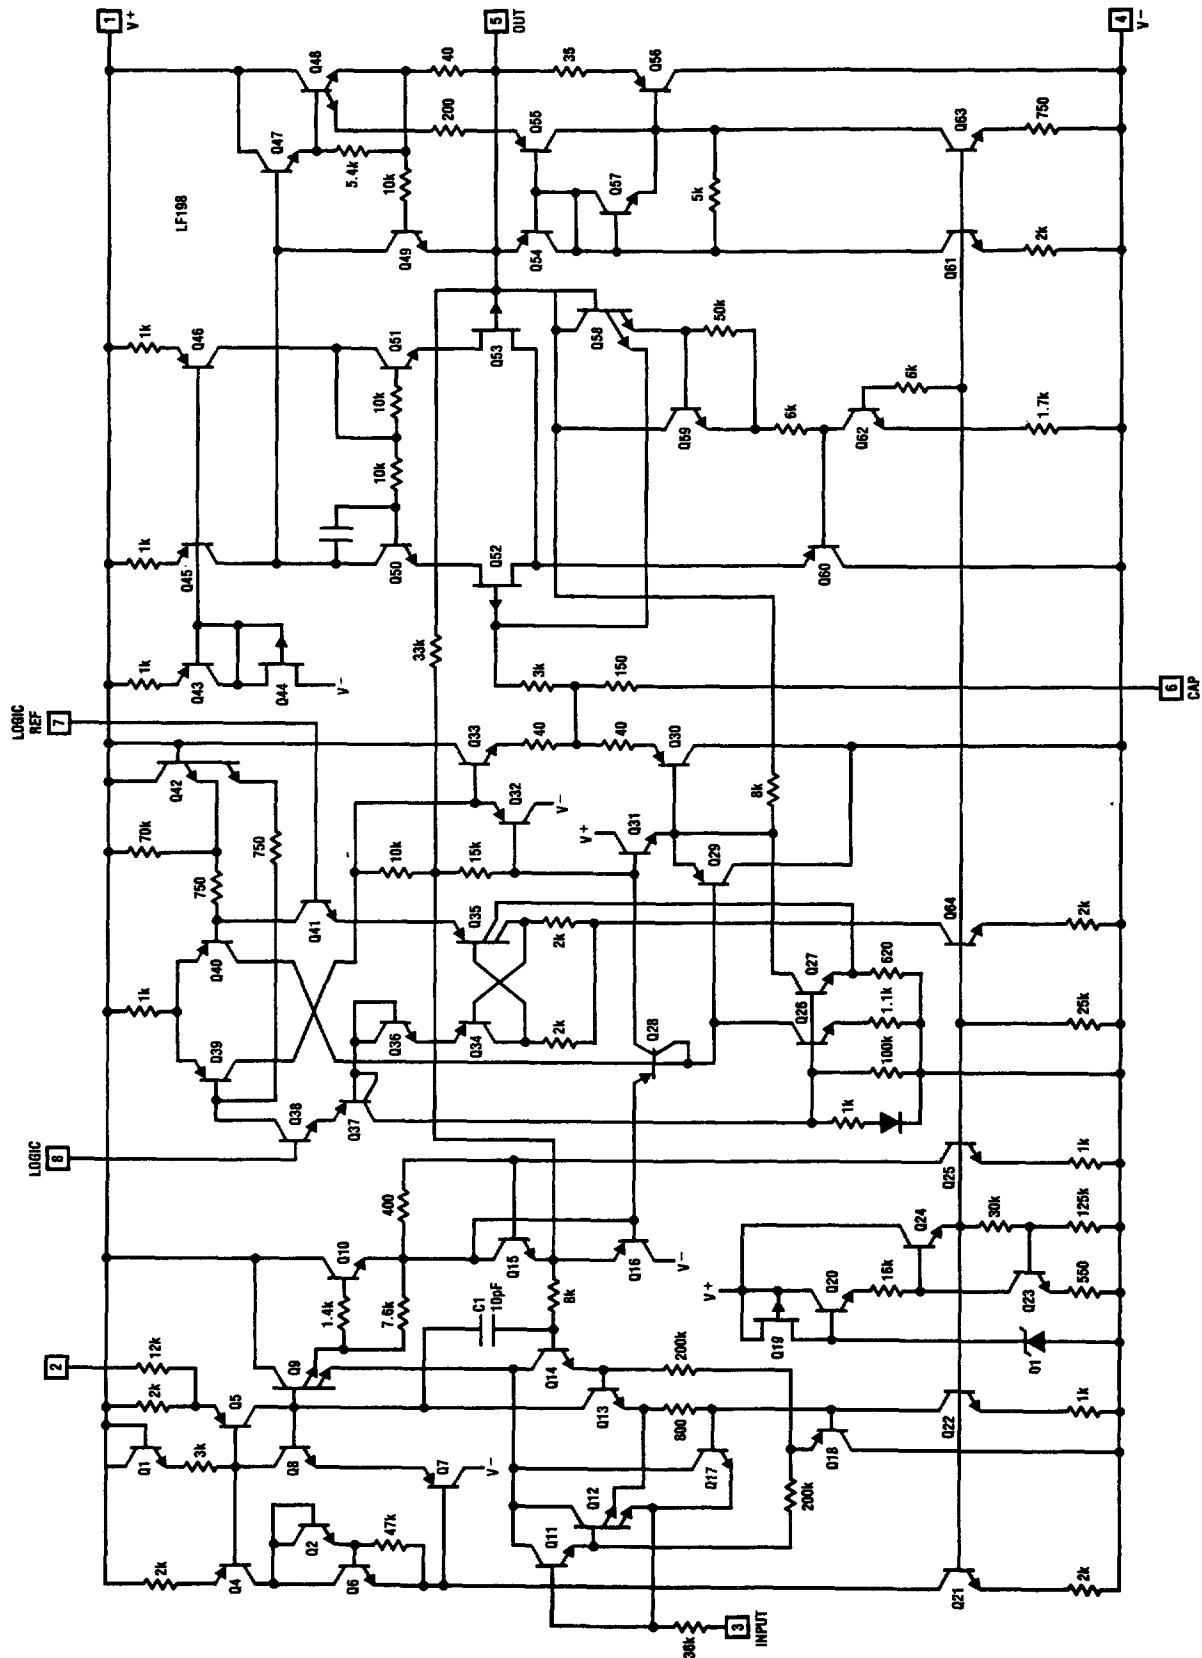 LF198
INPUT
3
36k
2k
Q4
Q2
Q6
47k
Q11
Q21
2k
Q1
3k
Q8
Q7
V-
Q12
200k
Q17
2k
12k
2
Q5
Q9
Q13
800
Q18
Q22
1k
1.4k
7.6k
C1
10pF
Q14
200k
Q10
8k
V+
Q19
Q20
D1
16k
Q23
550
Q15
Q16
V-
400
Q24
30k
125k
Q25
1k
LOGIC
8
Q38
Q37
Q39
Q36
Q34
2k
Q28
1k
100k
25k
1k
Q40
Q41
Q35
2k
Q26
Q27
1.1k
620
Q64
2k
70k
750
750
Q42
10k
15k
Q29
V+
Q31
Q32
V-
8k
Q33
40
40
Q30
LOGIC
REF
7
1k
Q43
Q44
V-
33k
3k
150
6
CAP
1k
Q45
10k
Q50
Q52
Q60
1k
Q46
10k
Q51
Q53
Q59
6k
Q62
1.7k
Q58
50k
6k
Q47
5.4k
10k
Q49
Q54
Q57
5k
Q61
2k
Q48
200
40
Q55
35
Q56
Q63
750
1
V+
5
OUT
4
V-